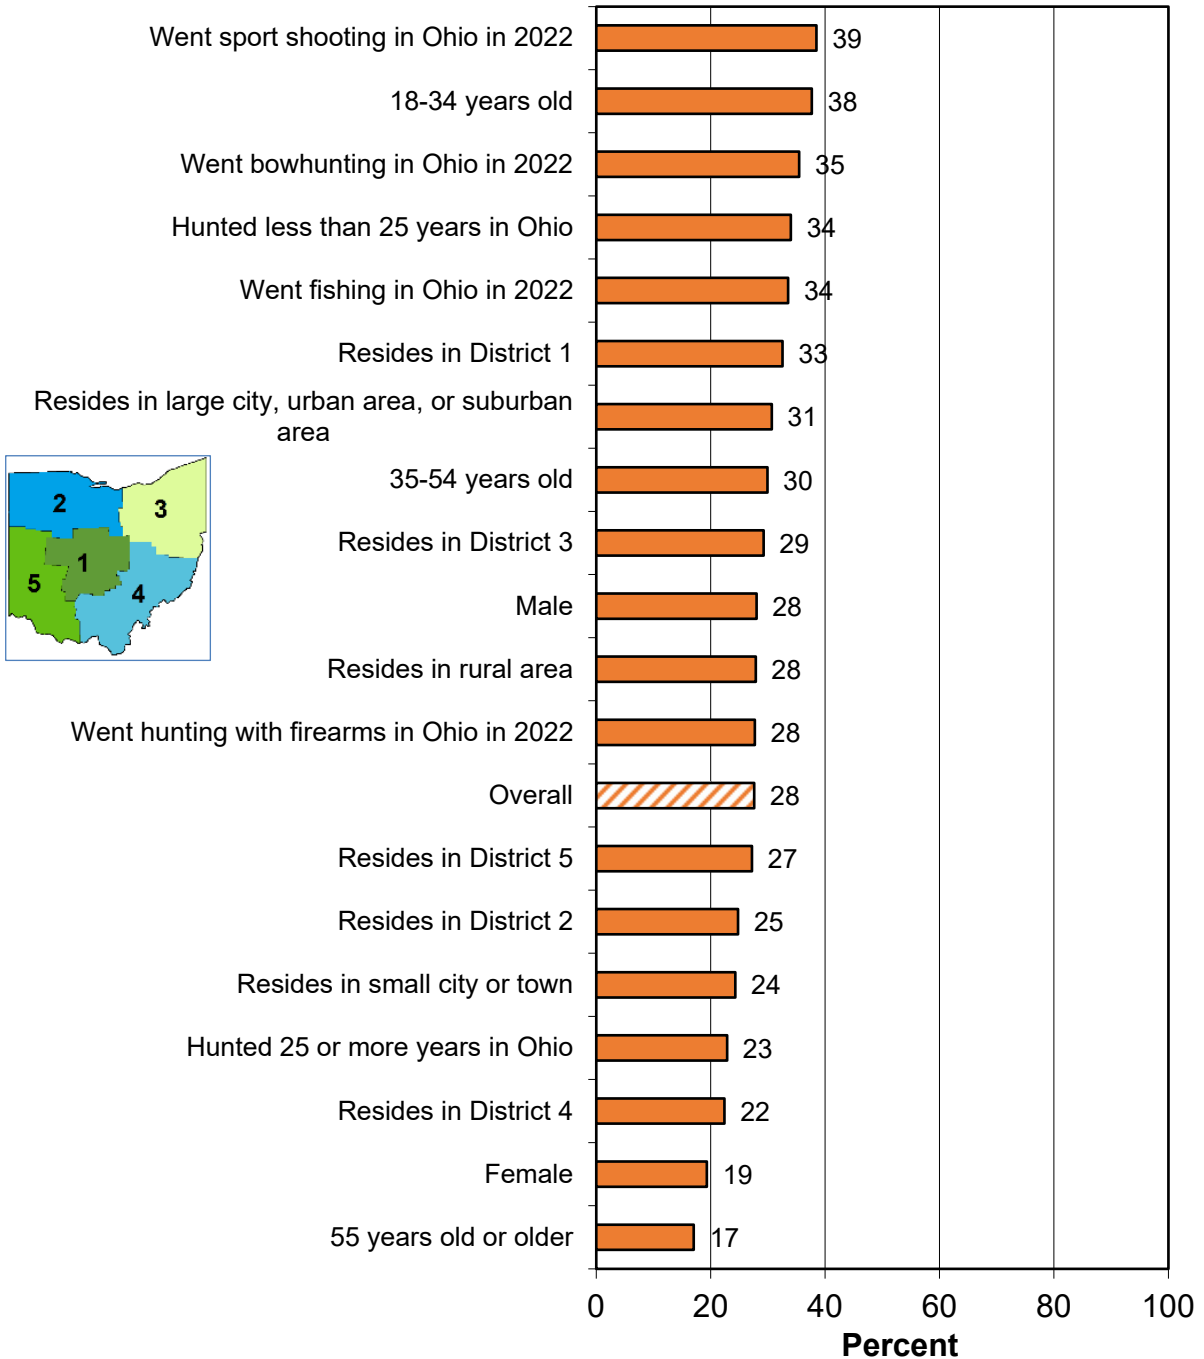 Went sport shooting in Ohio in 2022 39
18-34 years old 38
Went bowhunting in Ohio in 2022 35
Hunted less than 25 years in Ohio 34
Went fishing in Ohio in 2022 34
Resides in District 1 33
Resides in large city, urban area, or suburban
area 31
35-54 years old 30
Resides in District 3 29
Male 28
Resides in rural area 28
Went hunting with firearms in Ohio in 2022 28
Overall 28
Resides in District 5 27
Resides in District 2 25
Resides in small city or town 24
Hunted 25 or more years in Ohio 23
Resides in District 4 22
Female 19
55 years old or older 17
0 20 40 60 80 100
Percent
2
3
1
5
4